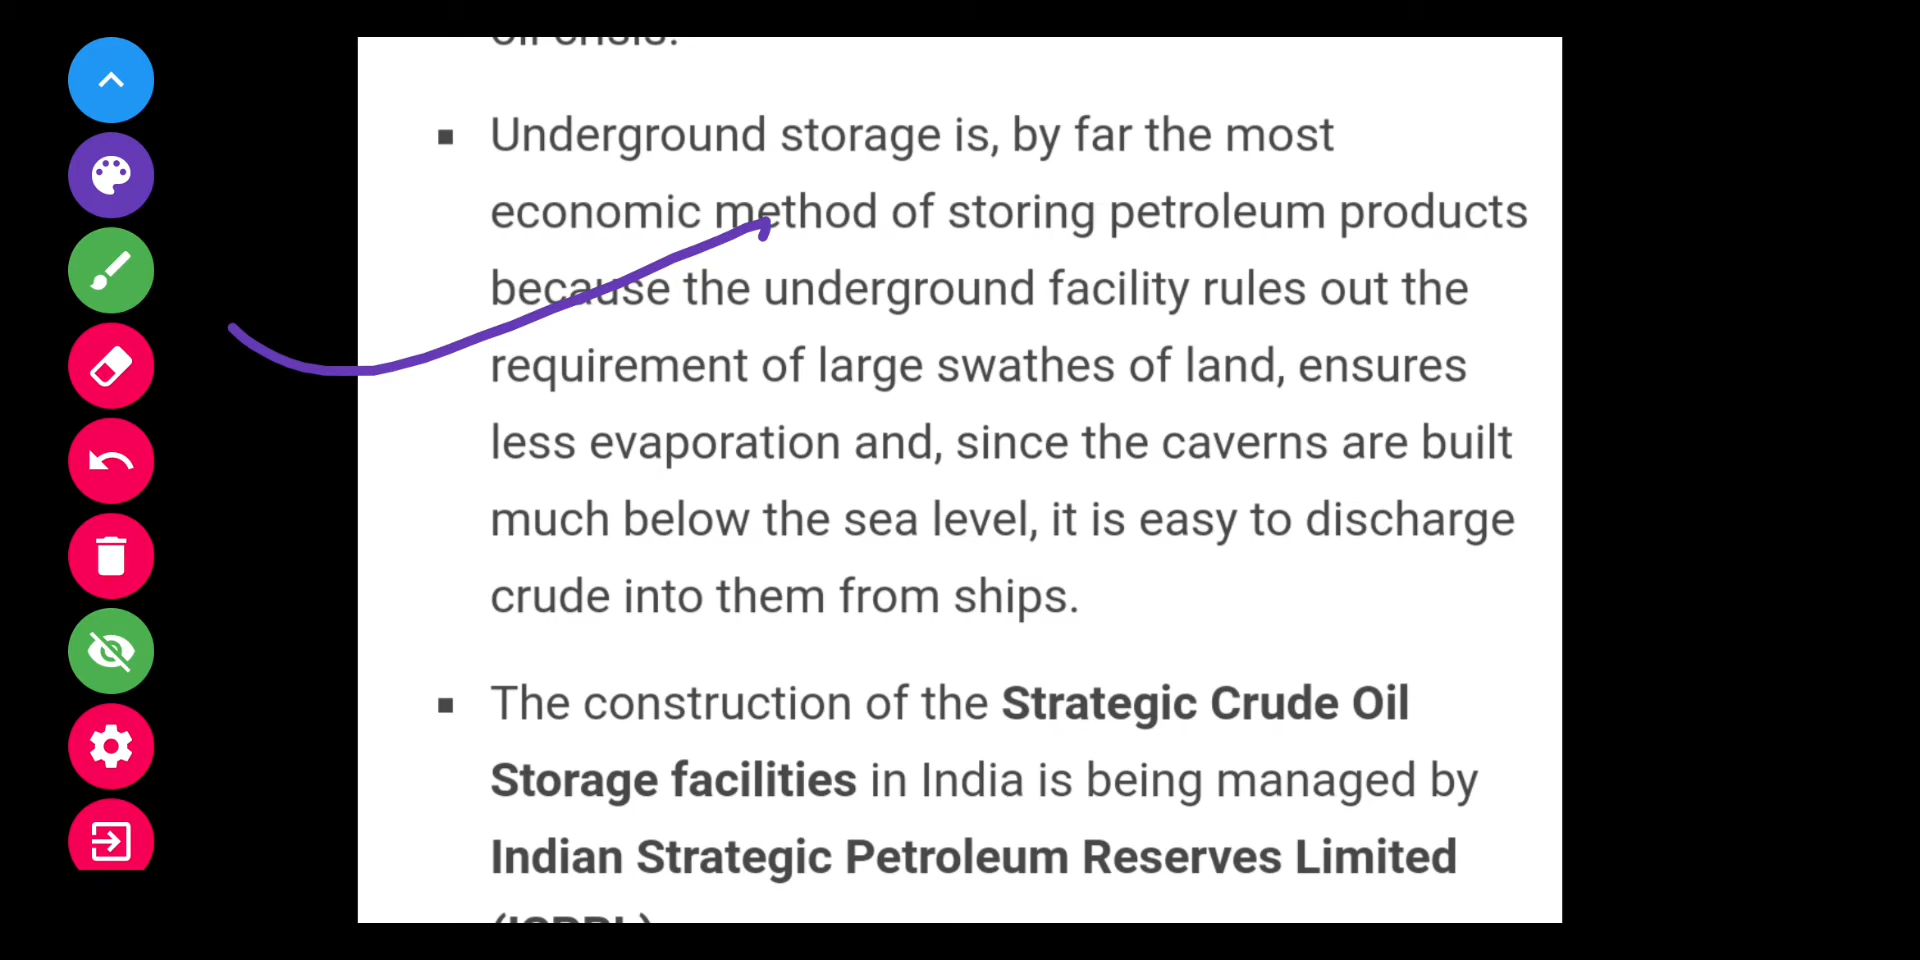 oil crisis.
▪ Underground storage is, by far the most
economic method of storing petroleum products
because the underground facility rules out the
requirement of large swathes of land, ensures
less evaporation and, since the caverns are built
much below the sea level, it is easy to discharge
crude into them from ships.
▪ The construction of the Strategic Crude Oil
Storage facilities in India is being managed by
Indian Strategic Petroleum Reserves Limited
(ISPRL)